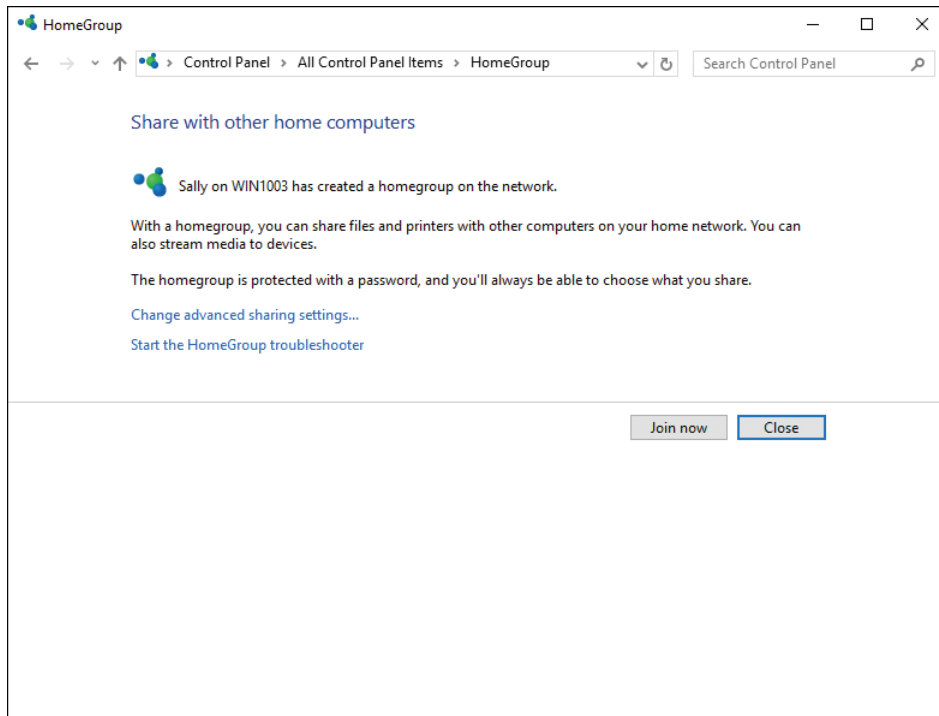 HomeGroup
Control Panel > All Control Panel Items > HomeGroup
Search Control Panel
Share with other home computers
Sally on WIN1003 has created a homegroup on the network.
With a homegroup, you can share files and printers with other computers on your home network. You can
also stream media to devices.
The homegroup is protected with a password, and you'll always be able to choose what you share.
Change advanced sharing settings...
Start the HomeGroup troubleshooter
Join now
Close